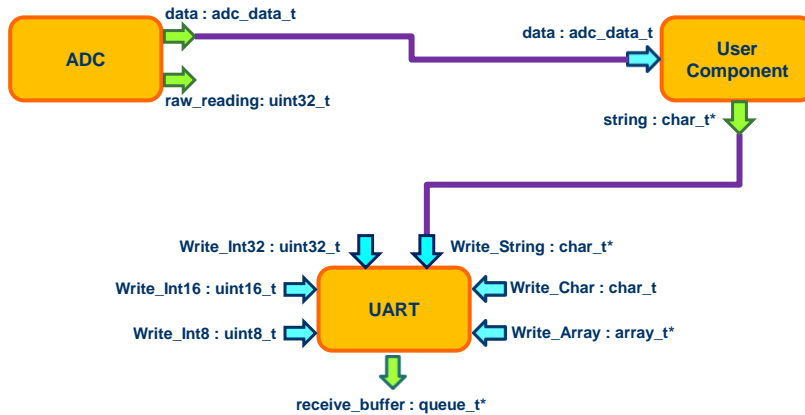 data : adc_data_t
ADC
raw_reading: uint32_t
data : adc_data_t
User
Component
string : char_t*
Write_Int32 : uint32_t
Write_String : char_t*
Write_Int16 : uint16_t
Write_Char : char_t
UART
Write_Int8 : uint8_t
Write_Array : array_t*
receive_buffer : queue_t*